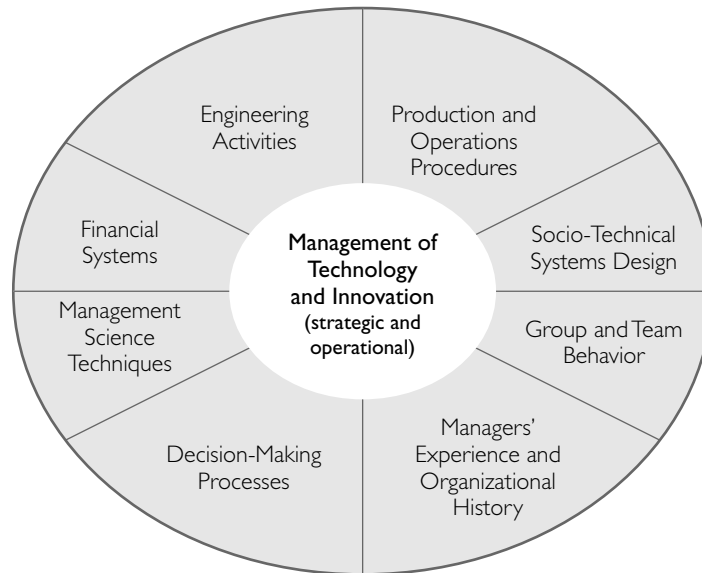 Engineering
Activities
Production and
Operations
Procedures
Financial
Systems
Management of
Technology
and Innovation
(strategic and
operational)
Socio-Technical
Systems Design
Management
Science
Techniques
Group and Team
Behavior
Decision-Making
Processes
Managers’
Experience and
Organizational
History